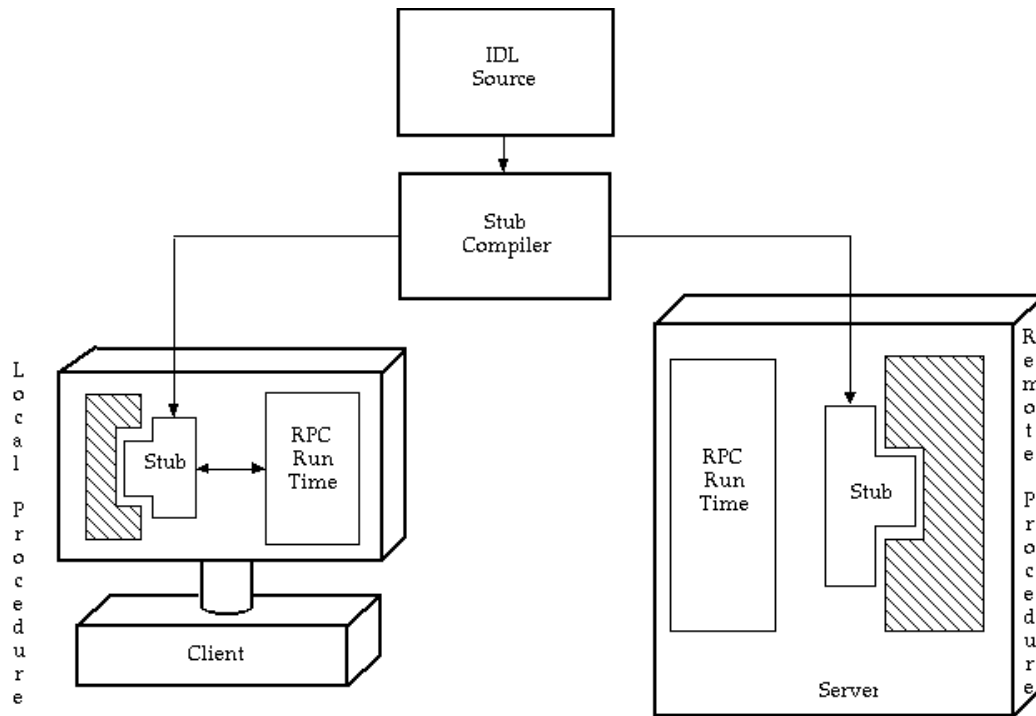 IDL
Source
Stub
Compiler
Local Procedure
Stub
RPC
Run
Time
Client
RPC
Run
Time
Stub
Server
Remote Procedure